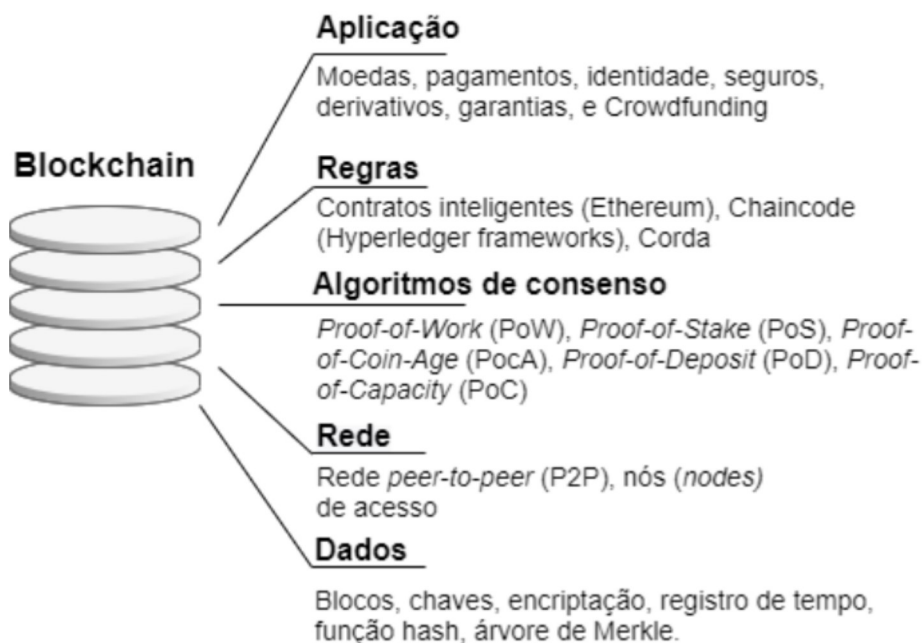 Aplicação
Moedas, pagamentos, identidade, seguros,
derivativos, garantias, e Crowdfunding
Blockchain
Regras
Contratos inteligentes (Ethereum), Chaincode
(Hyperledger frameworks), Corda
Algoritmos de consenso
Proof-of-Work (PoW), Proof-of-Stake (PoS), Proof-
of-Coin-Age (PocA), Proof-of-Deposit (PoD), Proof-
of-Capacity (PoC)
Rede
Rede peer-to-peer (P2P), nós (nodes)
de acesso
Dados
Blocos, chaves, encriptação, registro de tempo,
função hash, árvore de Merkle.